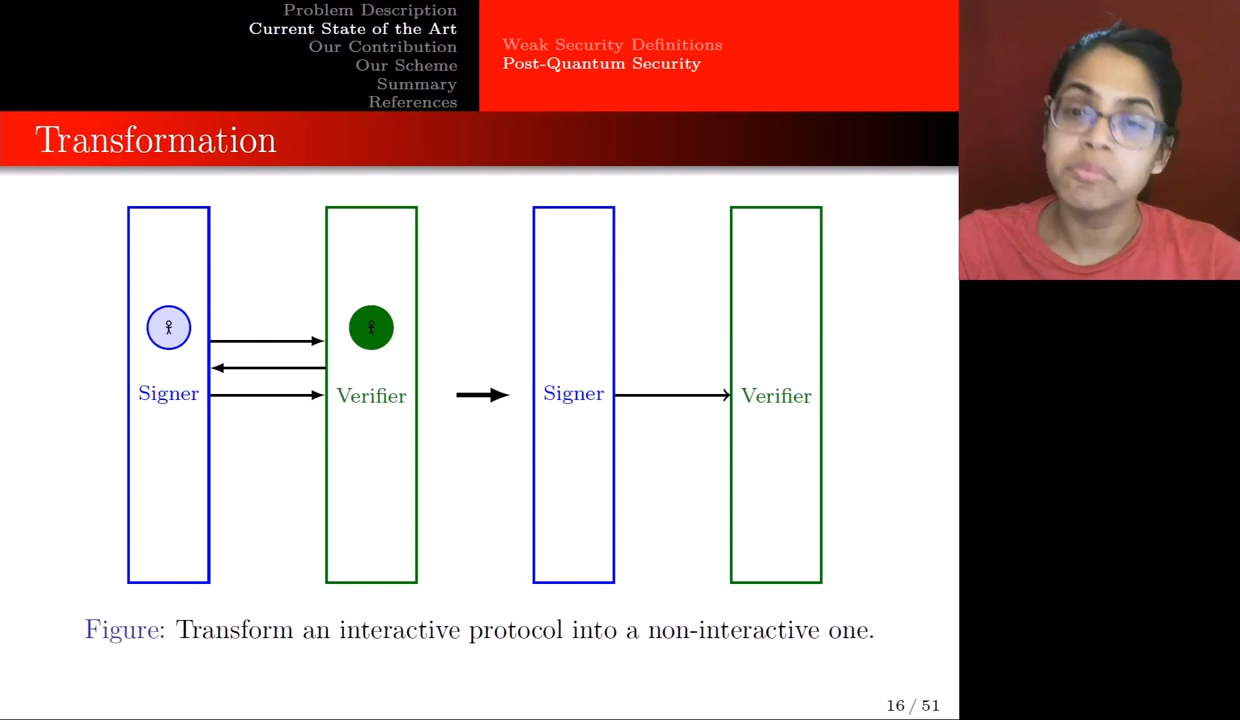 Problem Description
Current State of the Art
Our Contribution
Our Scheme
Summary
References
Weak Security Definitions
Post-Quantum Security
Transformation
Signer
Verifier
Signer
Verifier
Figure: Transform an interactive protocol into a non-interactive one.
16 / 51